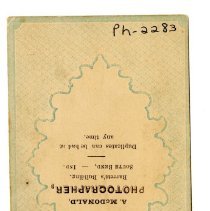 Ph-2283
A. McDONALD,
PHOTOGRAPHER,
Barrett's Building,
SOUTH BEND, — IND.
Duplicates can be had at
any time.